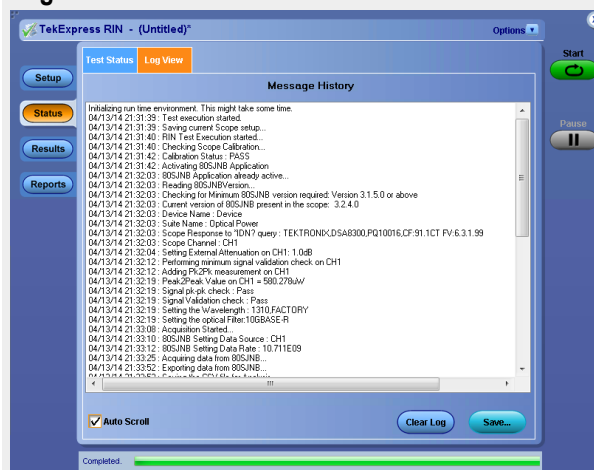 TekExpress RIN - (Untitled)*
Options
Test Status
Log View
Start
Setup
Message History
Status
Pause
Results
Reports
Initializing run time environment. This might take some time.
04/13/14 21:31:39 : Test execution started.
04/13/14 21:31:39 : Saving current Scope setup...
04/13/14 21:31:40 : RIN Test Execution started...
04/13/14 21:31:40 : Checking Scope Calibration...
04/13/14 21:31:42 : Calibration Status : PASS
04/13/14 21:31:42 : Activating 80SJNB Application
04/13/14 21:32:03 : 80SJNB Application already active...
04/13/14 21:32:03 : Reading 80SJNBVersion...
04/13/14 21:32:03 : Checking for Minimum 80SJNB version required: Version 3.1.5.0 or above
04/13/14 21:32:03 : Current version of 80SJNB present in the scope: 3.2.4.0
04/13/14 21:32:03 : Device Name : Device
04/13/14 21:32:03 : Suite Name : Optical Power
04/13/14 21:32:03 : Scope Response to *IDN? query : TEKTRONIX,DSA8300,PQ10016,CF:91.1CT FV:6.3.1.99
04/13/14 21:32:03 : Scope Channel : CH1
04/13/14 21:32:04 : Setting External Attenuation on CH1: 1.0dB
04/13/14 21:32:12 : Performing minimum signal validation check on CH1
04/13/14 21:32:12 : Adding Pk2Pk measurement on CH1
04/13/14 21:32:19 : Peak2Peak Value on CH1 = 580.278uW
04/13/14 21:32:19 : Signal pk-pk check : Pass
04/13/14 21:32:19 : Signal Validation check : Pass
04/13/14 21:32:19 : Setting the Wavelength : 1310,FACTORY
04/13/14 21:32:19 : Setting the optical Filter:10GBASE-R
04/13/14 21:33:08 : Acquisition Started...
04/13/14 21:33:10 : 80SJNB Setting Data Source : CH1
04/13/14 21:33:12 : 80SJNB Setting Data Rate : 10.711E09
04/13/14 21:33:25 : Acquiring data from 80SJNB...
04/13/14 21:33:52 : Exporting data from 80SJNB...
Auto Scroll
Clear Log
Save...
Completed.